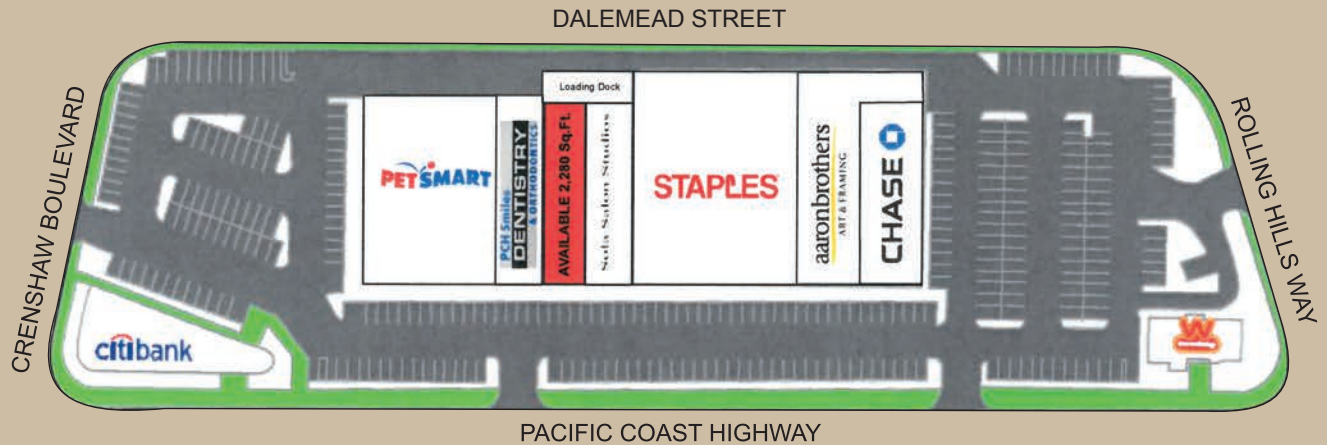 DALEMEAD STREET
CRENSHAW BOULEVARD
ROLLING HILLS WAY
Loading Dock
PETSMART
PCH Smiles
DENTISTRY
& ORTHODONTICS
AVAILABLE 2,280 Sq.Ft.
Sola Salon Studios
STAPLES
aaronbrothers
ART & FRAMING
CHASE
citibank
W
PACIFIC COAST HIGHWAY